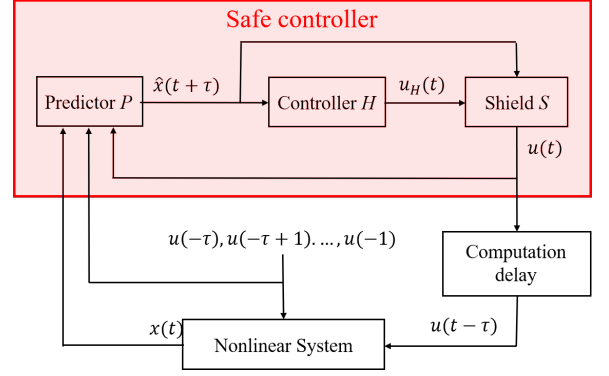 Safe controller
x̂(t + τ)
u_H(t)
Predictor P
Controller H
Shield S
u(t)
u(−τ), u(−τ + 1). …, u(−1)
Computation
delay
x(t)
u(t − τ)
Nonlinear System